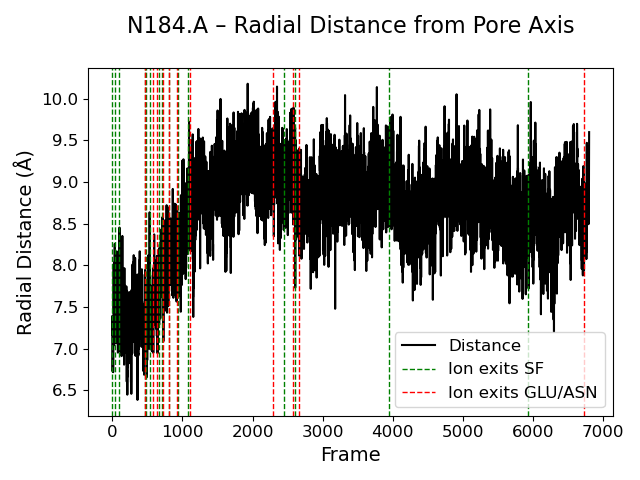 N184.A – Radial Distance from Pore Axis
Radial Distance (Å)
10.0
9.5
9.0
8.5
8.0
7.5
7.0
6.5
Distance
Ion exits SF
Ion exits GLU/ASN
0 1000 2000 3000 4000 5000 6000 7000
Frame